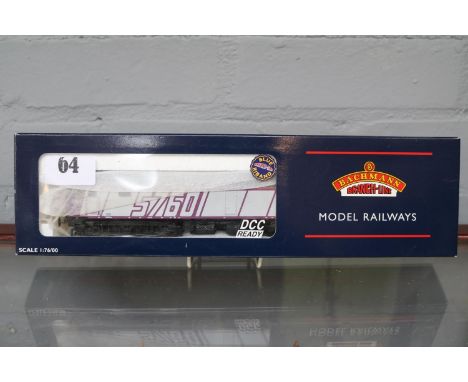 64
BLUE
RIBAND
57601
DCC
READY
SCALE 1:76/00
BACHMANN
BRANCH-LINE
MODEL RAILWAYS